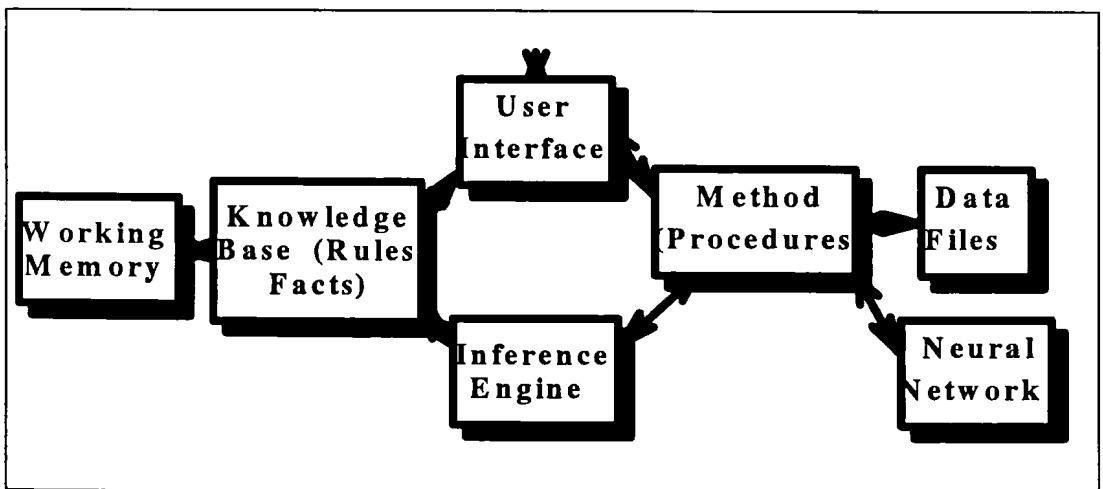 User
Interface
Working
Memory
Knowledge
Base (Rules
Facts)
Method
(Procedures
Data
Files
Inference
Engine
Neural
Network